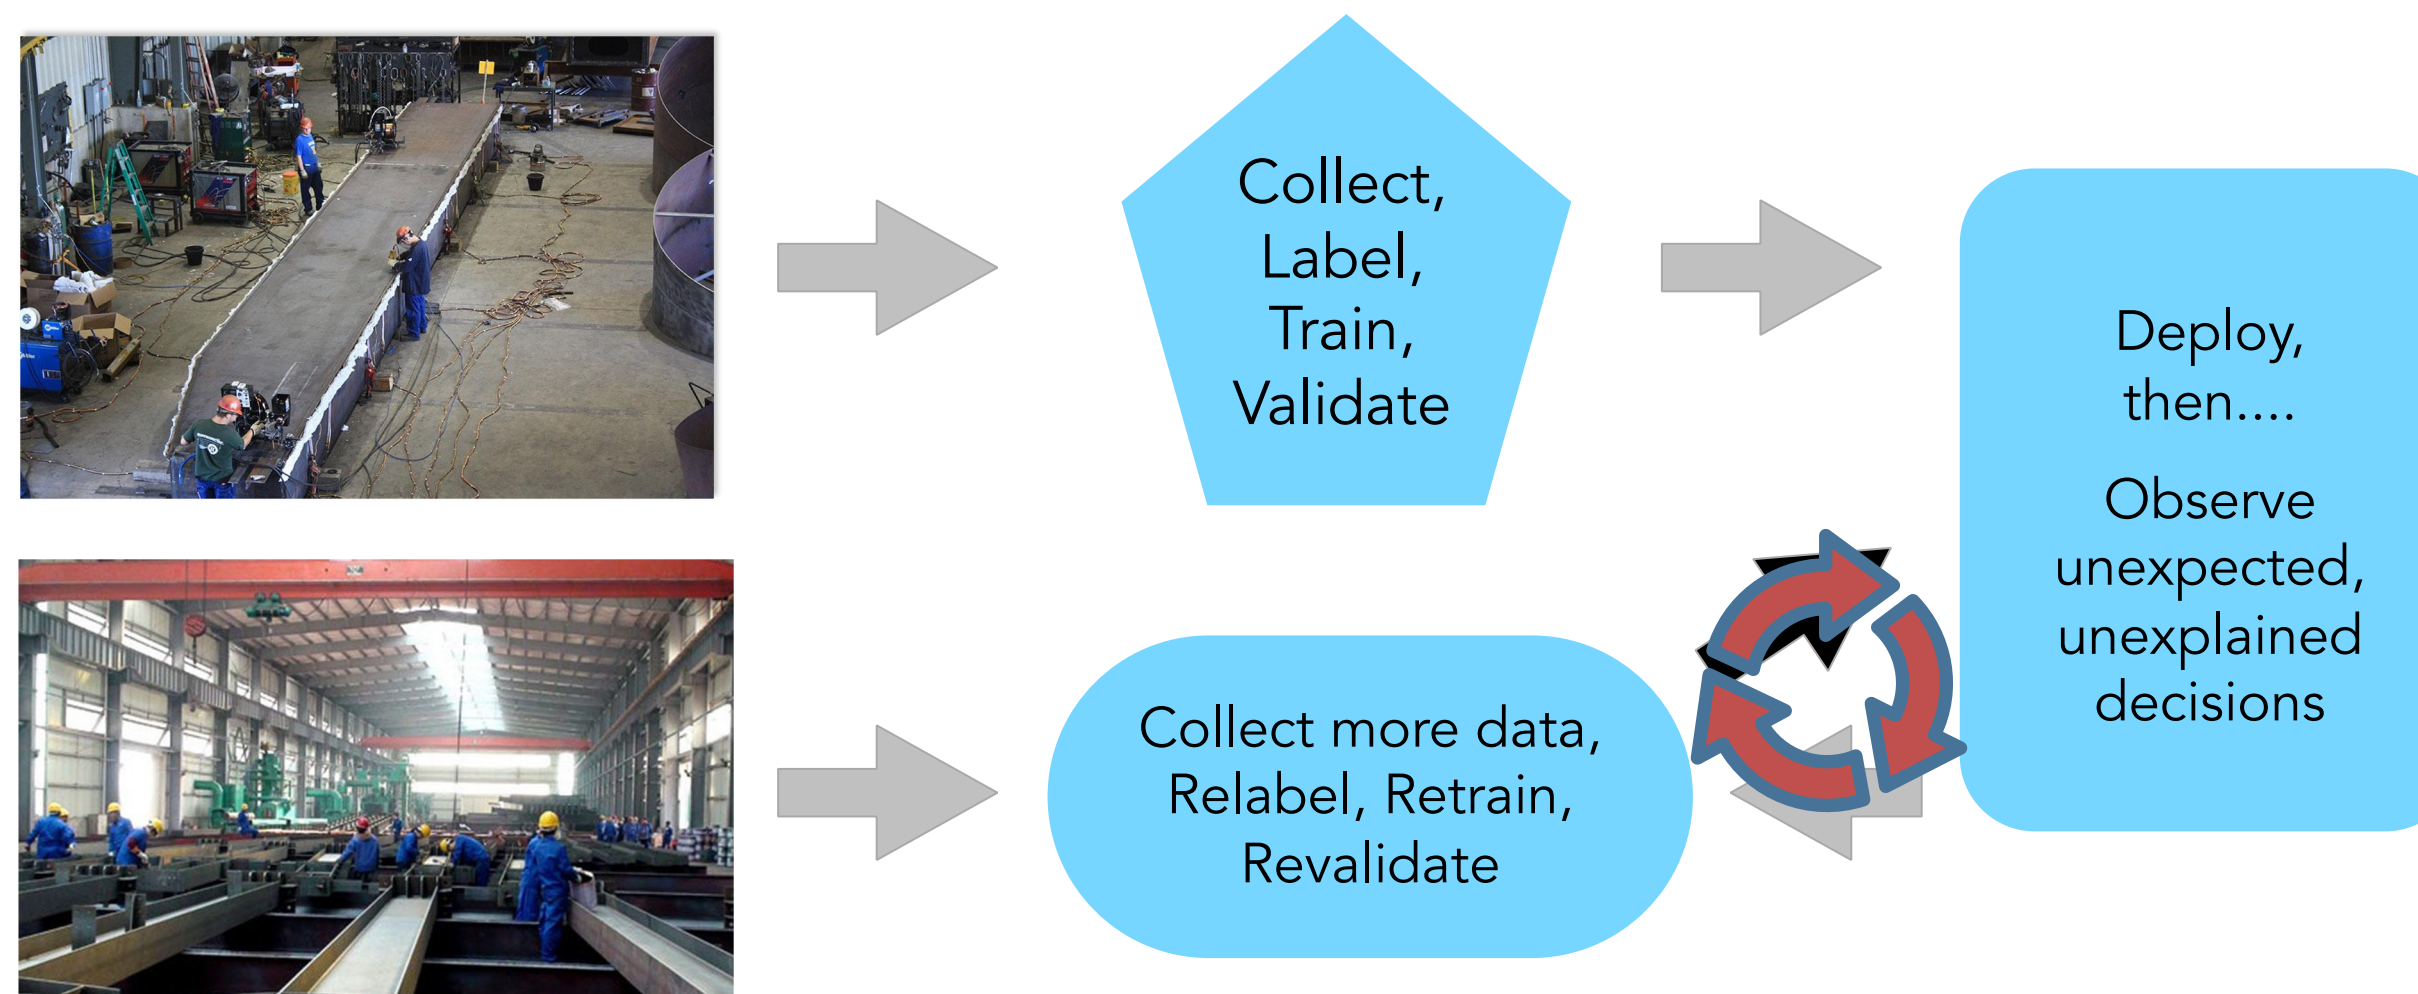 Collect,
Label,
Train,
Validate
Deploy,
then....
Observe
unexpected,
unexplained
decisions
Collect more data,
Relabel, Retrain,
Revalidate